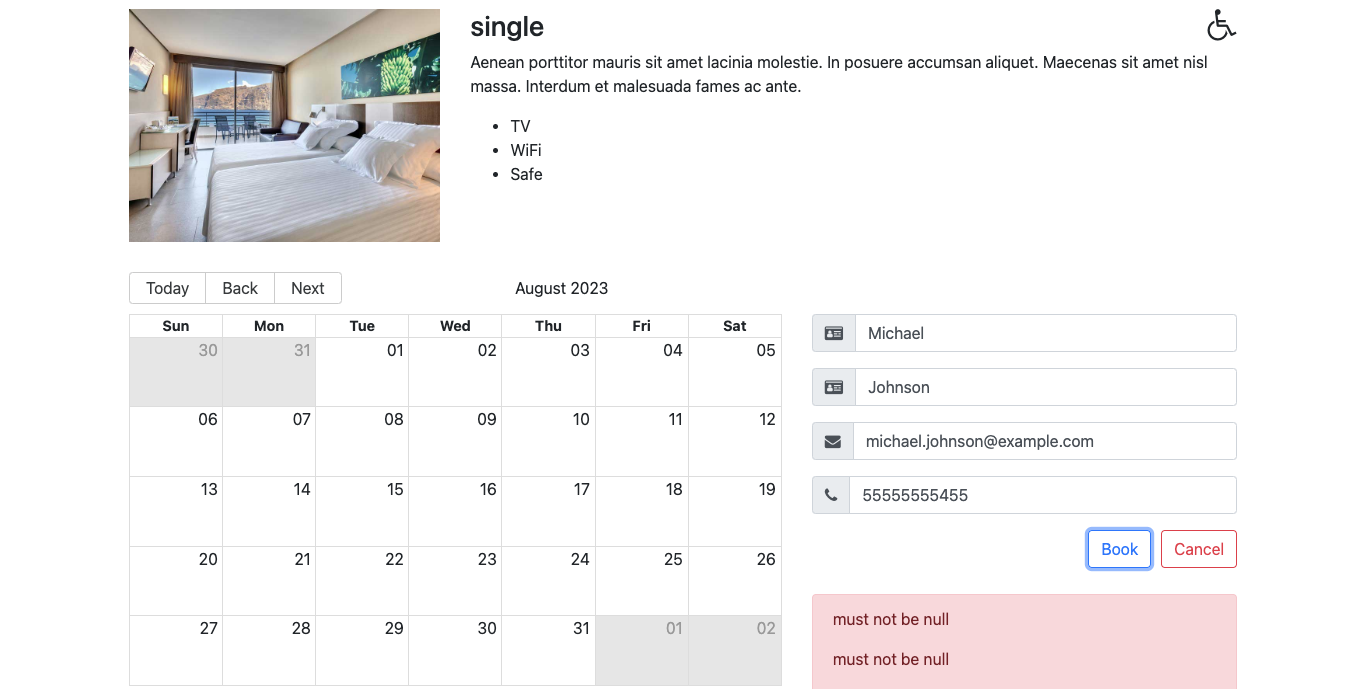 single
Aenean porttitor mauris sit amet lacinia molestie. In posuere accumsan aliquet. Maecenas sit amet nisl
massa. Interdum et malesuada fames ac ante.
TV
WiFi
Safe
Today Back Next August 2023
Sun Mon Tue Wed Thu Fri Sat
30 31 01 02 03 04 05
06 07 08 09 10 11 12
13 14 15 16 17 18 19
20 21 22 23 24 25 26
27 28 29 30 31 01 02
Michael
Johnson
michael.johnson@example.com
55555555455
Book Cancel
must not be null
must not be null